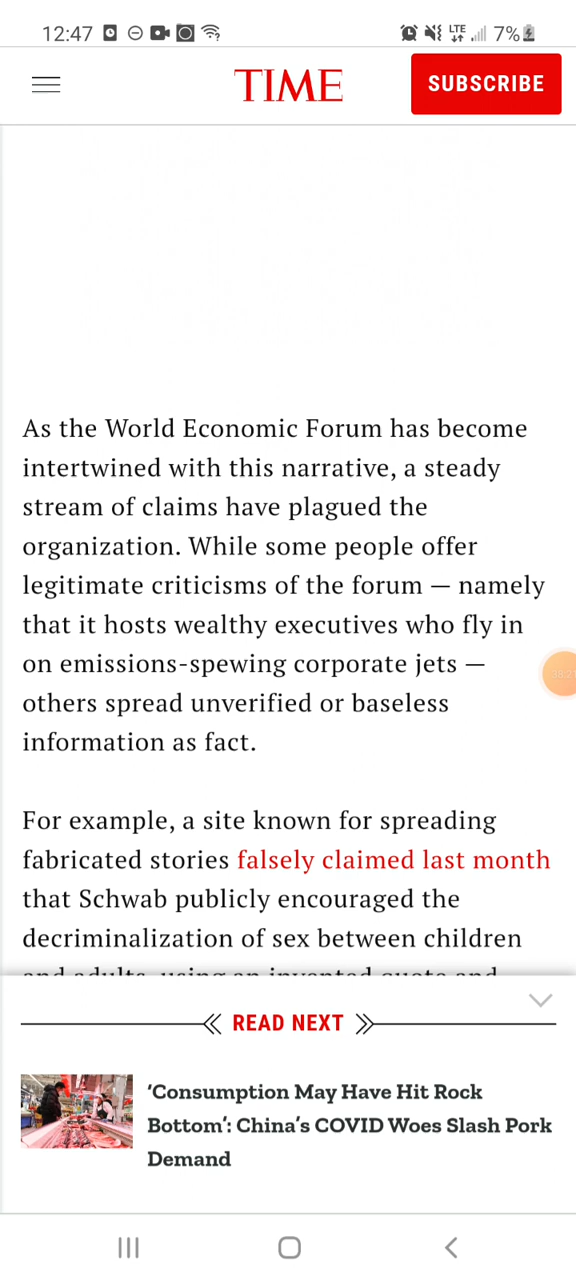 12:47
LTE
7%
TIME
SUBSCRIBE
As the World Economic Forum has become
intertwined with this narrative, a steady
stream of claims have plagued the
organization. While some people offer
legitimate criticisms of the forum — namely
that it hosts wealthy executives who fly in
on emissions-spewing corporate jets —
others spread unverified or baseless
information as fact.
For example, a site known for spreading
fabricated stories falsely claimed last month
that Schwab publicly encouraged the
decriminalization of sex between children
and adults, using an invented quote and
READ NEXT
‘Consumption May Have Hit Rock
Bottom’: China’s COVID Woes Slash Pork
Demand